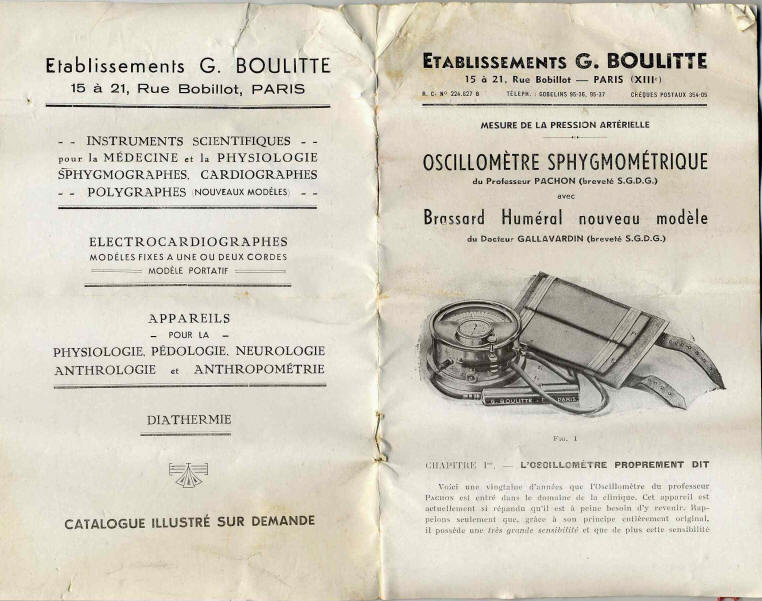 Etablissements G. BOULITTE
15 à 21, Rue Bobillot, PARIS
- - INSTRUMENTS SCIENTIFIQUES - -
pour la MÉDECINE et la PHYSIOLOGIE
SPHYGMOGRAPHES, CARDIOGRAPHES
- - POLYGRAPHES (NOUVEAUX MODÈLES) - -
ELECTROCARDIOGRAPHES
MODÈLES FIXES A UNE OU DEUX CORDES
MODÈLE PORTATIF
APPAREILS
- POUR LA -
PHYSIOLOGIE, PÉDOLOGIE, NEUROLOGIE
ANTHROLOGIE et ANTHROPOMÉTRIE
DIATHERMIE
CATALOGUE ILLUSTRÉ SUR DEMANDE
ETABLISSEMENTS G. BOULITTE
15 à 21, Rue Bobillot — PARIS (XIIIe)
R. C. N° 224.627 B TÉLEPH. : GOBELINS 95-36, 95-37 CHÈQUES POSTAUX 354-05
MESURE DE LA PRESSION ARTÉRIELLE
OSCILLOMÈTRE SPHYGMOMÉTRIQUE
du Professeur PACHON (breveté S.G.D.G.)
avec
Brassard Huméral nouveau modèle
du Docteur GALLAVARDIN (breveté S.G.D.G.)
G. BOULITTE - PARIS
FIG. 1
CHAPITRE Ier. — L'OSCILLOMÈTRE PROPREMENT DIT
Voici une vingtaine d'années que l'Oscillomètre du professeur
PACHON est entré dans le domaine de la clinique. Cet appareil est
actuellement si répandu qu'il est à peine besoin d'y revenir. Rap-
pelons seulement que, grâce à son principe entièrement original,
il possède une très grande sensibilité et que de plus cette sensibilité